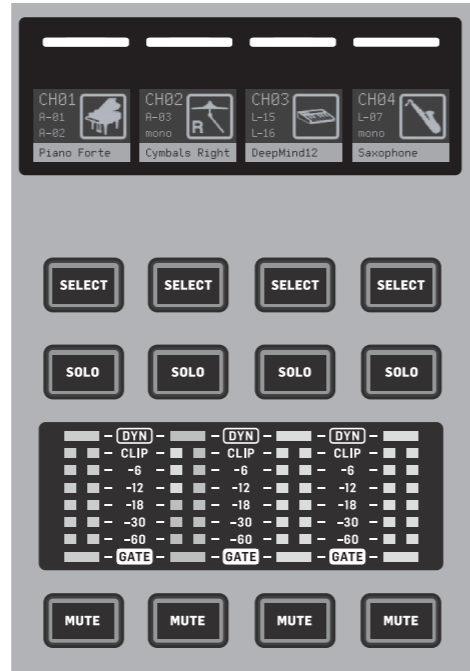 CH01 CH02 CH03 CH04
A-01 A-03 L-15 L-07
A-02 mono R L-16 mono
Piano Forte Cymbals Right DeepMind12 Saxophone
SELECT SELECT SELECT SELECT
SOLO SOLO SOLO SOLO
DYN DYN DYN
CLIP CLIP CLIP
-6 -6 -6
-12 -12 -12
-18 -18 -18
-30 -30 -30
-60 -60 -60
GATE GATE GATE
MUTE MUTE MUTE MUTE